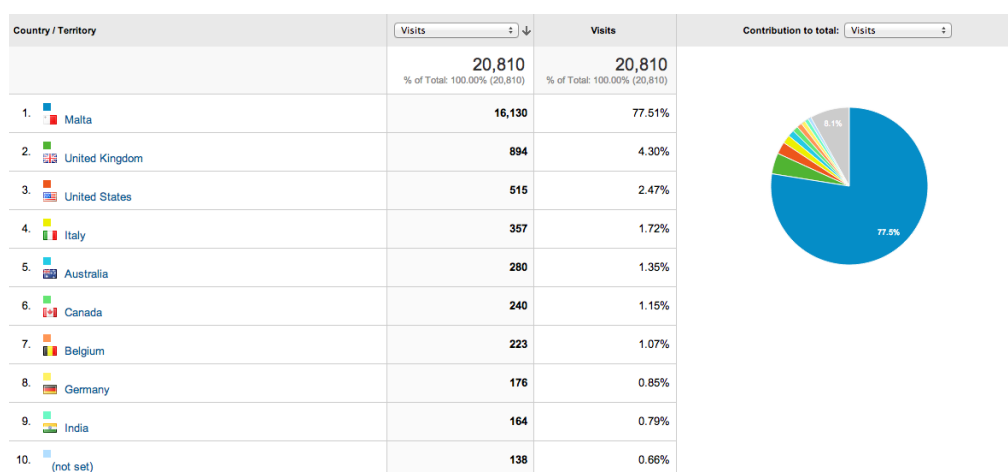 Country / Territory Visits Visits Contribution to total: Visits
20,810 20,810
% of Total: 100.00% (20,810) % of Total: 100.00% (20,810)
1. Malta 16,130 77.51%
2. United Kingdom 894 4.30%
3. United States 515 2.47%
4. Italy 357 1.72%
5. Australia 280 1.35%
6. Canada 240 1.15%
7. Belgium 223 1.07%
8. Germany 176 0.85%
9. India 164 0.79%
10. (not set) 138 0.66%
8.1%
77.5%